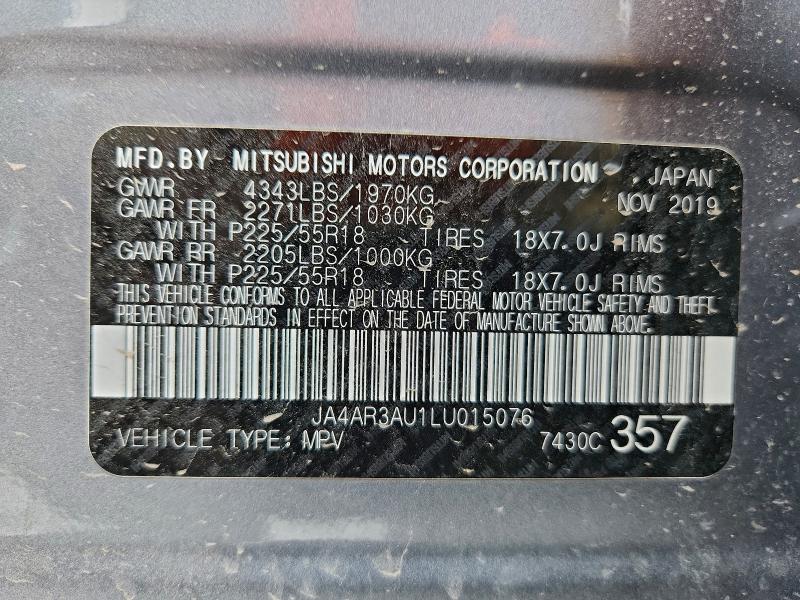 MFD.BY MITSUBISHI MOTORS CORPORATION JAPAN
GVWR 4343LBS/1970KG NOV 2019
GAWR FR 2271LBS/1030KG
WITH P225/55R18 TIRES 18X7.0J RIMS
GAWR RR 2205LBS/1000KG
WITH P225/55R18 TIRES 18X7.0J RIMS
THIS VEHICLE CONFORMS TO ALL APPLICABLE FEDERAL MOTOR VEHICLE SAFETY AND THEFT
PREVENTION STANDARDS IN EFFECT ON THE DATE OF MANUFACTURE SHOWN ABOVE.
JA4AR3AU1LU015076
VEHICLE TYPE: MPV 7430C 357